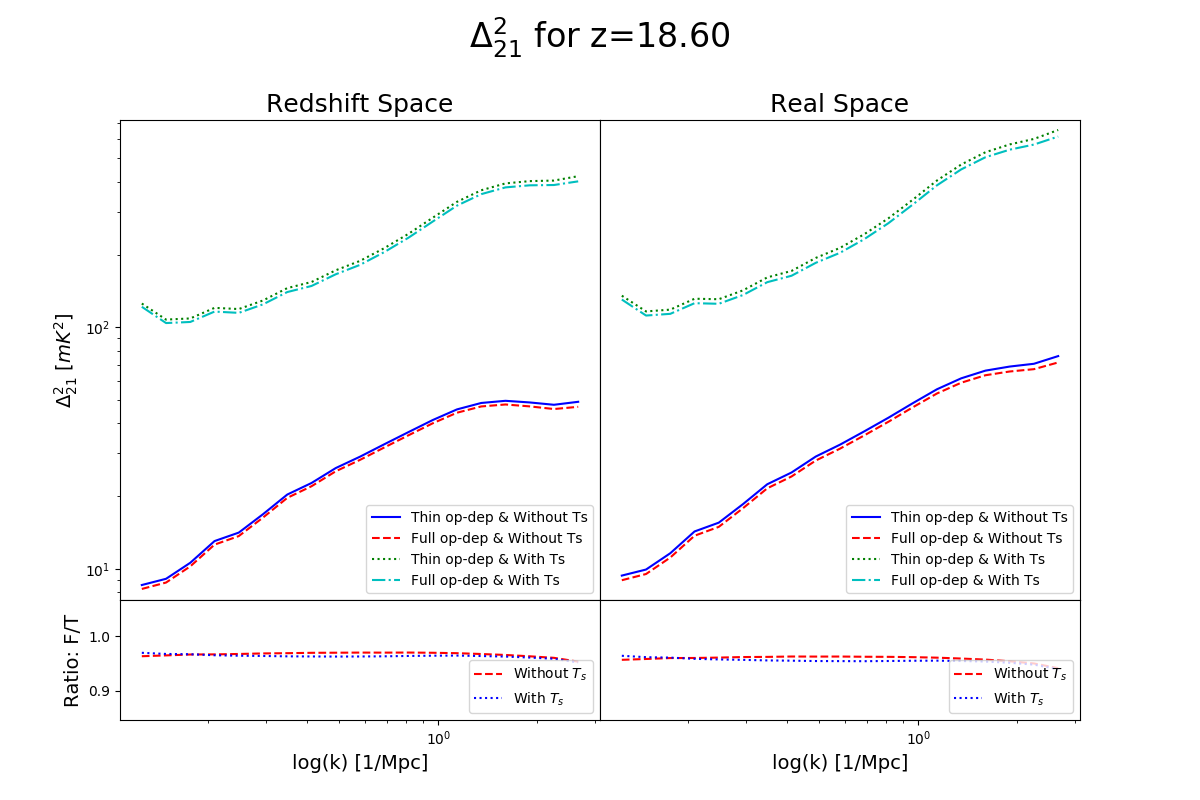 Δ²₂₁ for z=18.60
Redshift Space
Real Space
Δ²₂₁ [mK²]
10²
10¹
Thin op-dep & Without Ts
Full op-dep & Without Ts
Thin op-dep & With Ts
Full op-dep & With Ts
Thin op-dep & Without Ts
Full op-dep & Without Ts
Thin op-dep & With Ts
Full op-dep & With Ts
Ratio: F/T
1.0
0.9
Without Tₛ
With Tₛ
Without Tₛ
With Tₛ
10⁰
10⁰
log(k) [1/Mpc]
log(k) [1/Mpc]